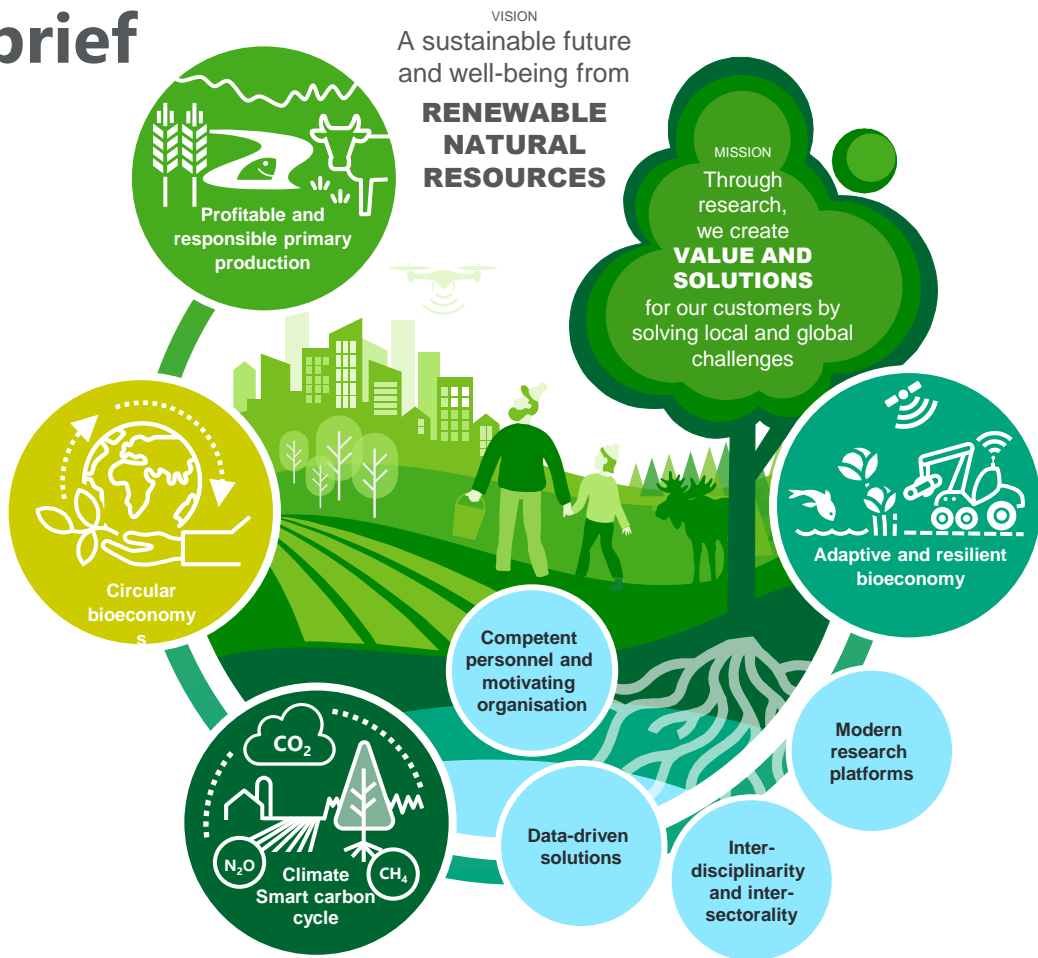 brief
VISION
A sustainable future
and well-being from
RENEWABLE
NATURAL
RESOURCES
MISSION
Through
research,
we create
VALUE AND
SOLUTIONS
for our customers by
solving local and global
challenges
Profitable and
responsible primary
production
Circular
bioeconomy
s
Adaptive and resilient
bioeconomy
CO2
N2O
CH4
Climate
Smart carbon
cycle
Competent
personnel and
motivating
organisation
Data-driven
solutions
Inter-
disciplinarity
and inter-
sectorality
Modern
research
platforms